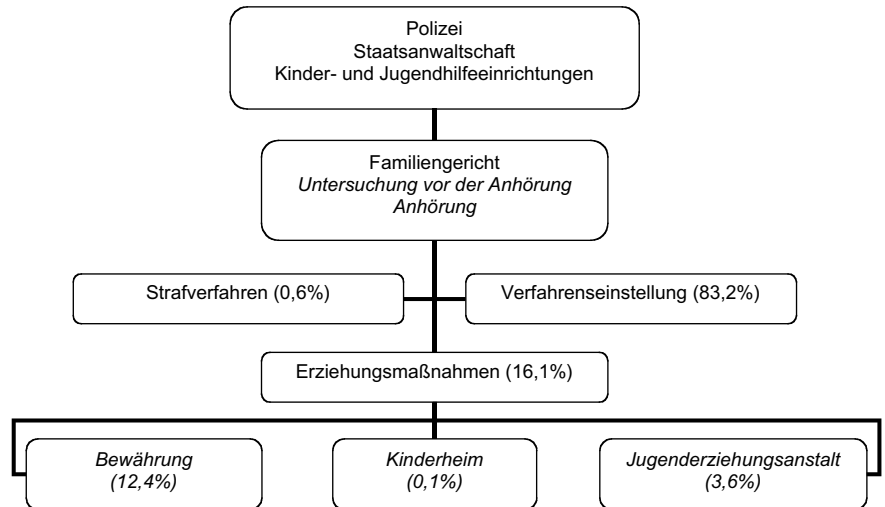 Polizei
Staatsanwaltschaft
Kinder- und Jugendhilfeeinrichtungen
Familiengericht
Untersuchung vor der Anhörung
Anhörung
Strafverfahren (0,6%)
Verfahrenseinstellung (83,2%)
Erziehungsmaßnahmen (16,1%)
Bewährung
(12,4%)
Kinderheim
(0,1%)
Jugenderziehungsanstalt
(3,6%)